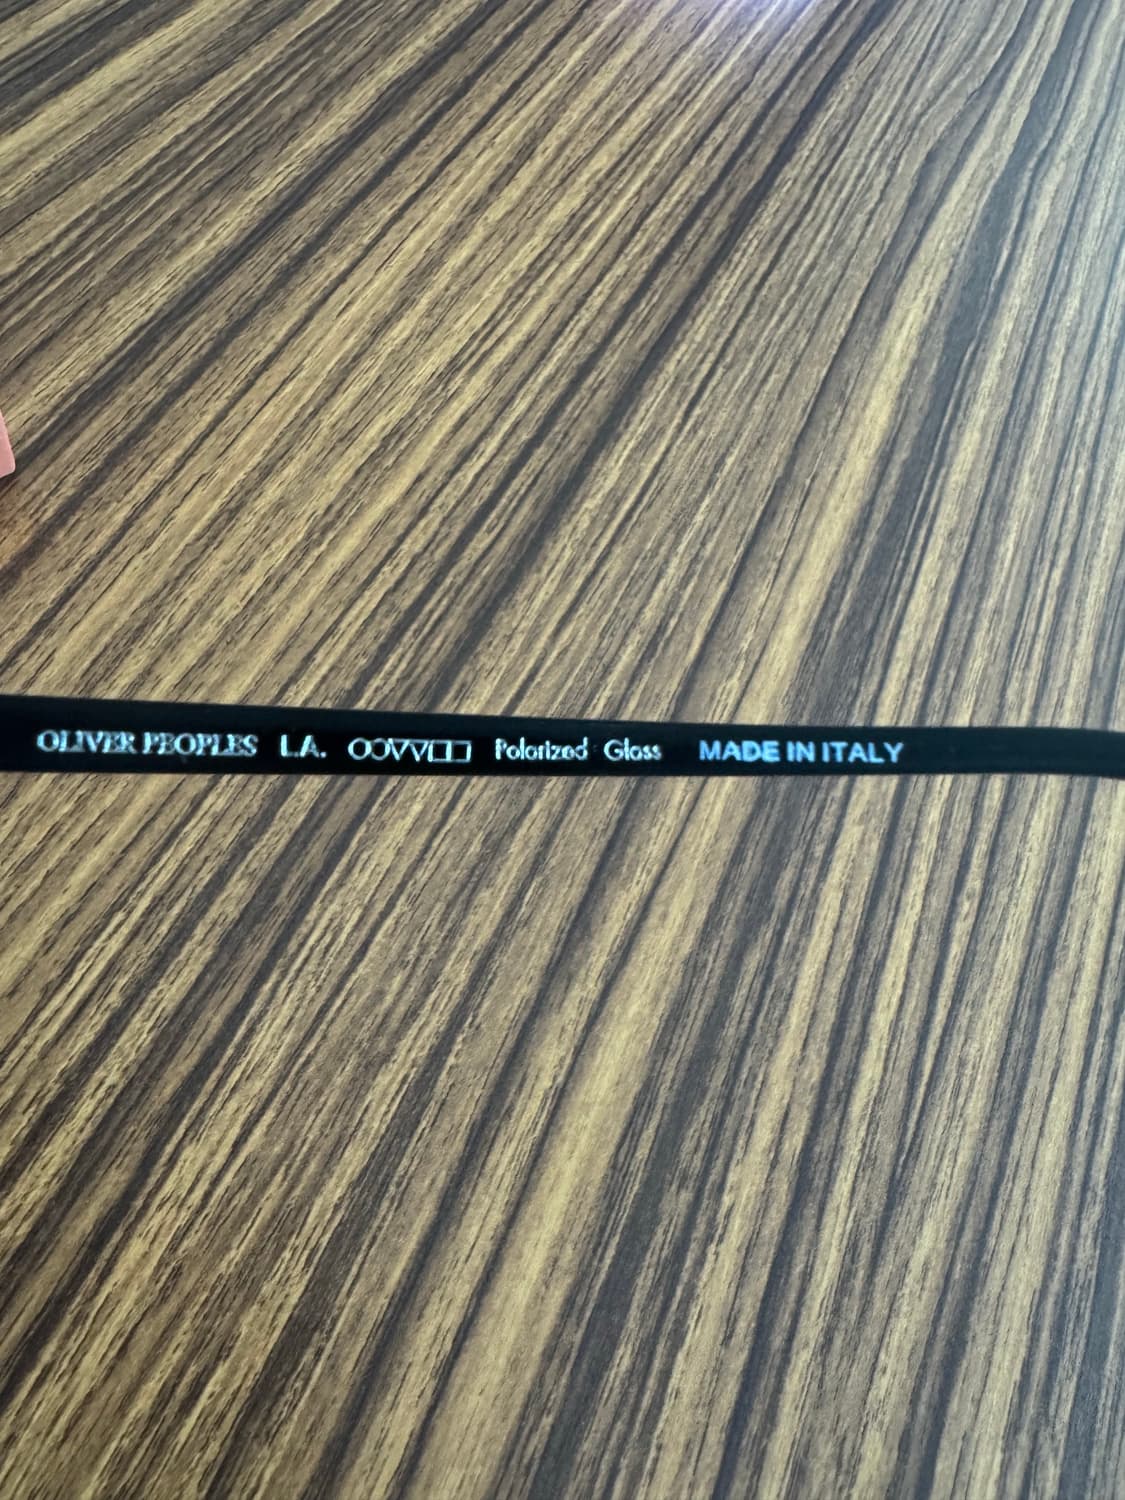 OLIVER PEOPLES L.A. Polarized Glass MADE IN ITALY